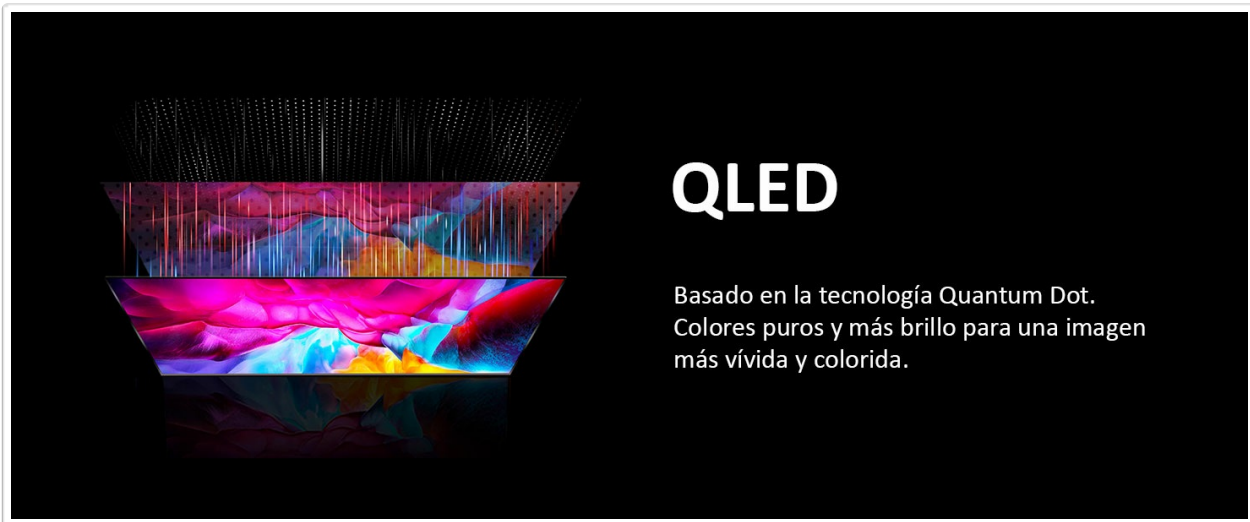 QLED
Basado en la tecnología Quantum Dot.
Colores puros y más brillo para una imagen
más vívida y colorida.